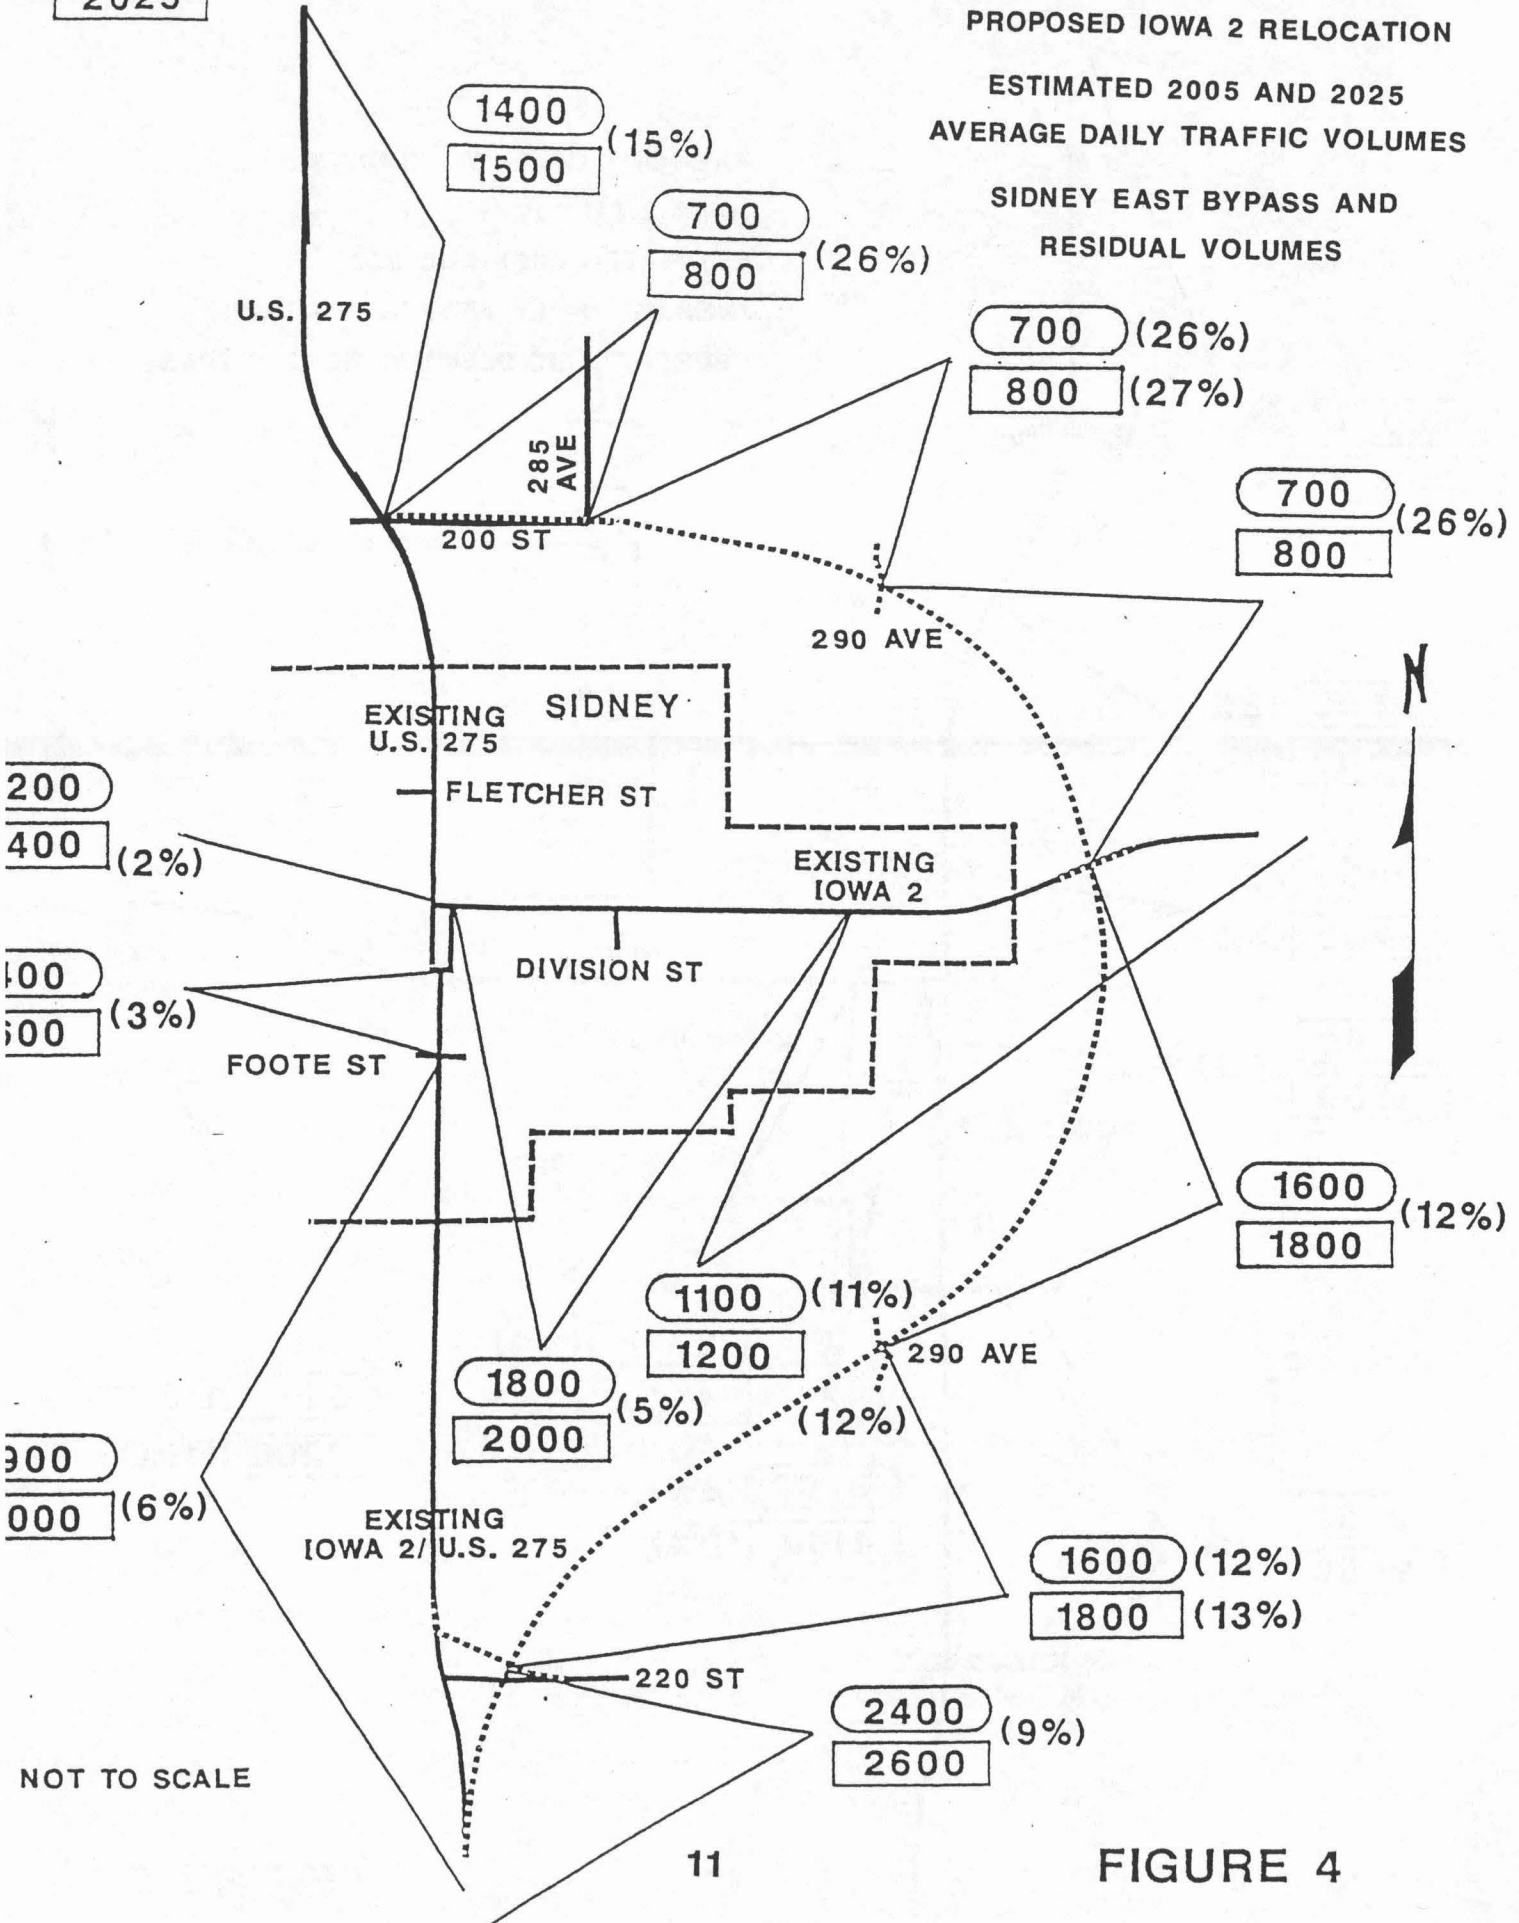 2025
PROPOSED IOWA 2 RELOCATION
ESTIMATED 2005 AND 2025
AVERAGE DAILY TRAFFIC VOLUMES
SIDNEY EAST BYPASS AND
RESIDUAL VOLUMES
1400
(15%)
1500
700
(26%)
800
U.S. 275
700 (26%)
800 (27%)
285
AVE
200 ST
700
(26%)
800
290 AVE
N
SIDNEY
EXISTING
U.S. 275
FLETCHER ST
200
400
(2%)
EXISTING
IOWA 2
DIVISION ST
(3%)
FOOTE ST
1600
(12%)
1800
1100 (11%)
1200
290 AVE
1800
(5%)
2000
(12%)
900
000
(6%)
EXISTING
IOWA 2/ U.S. 275
1600 (12%)
1800 (13%)
220 ST
2400
(9%)
2600
NOT TO SCALE
11
FIGURE 4